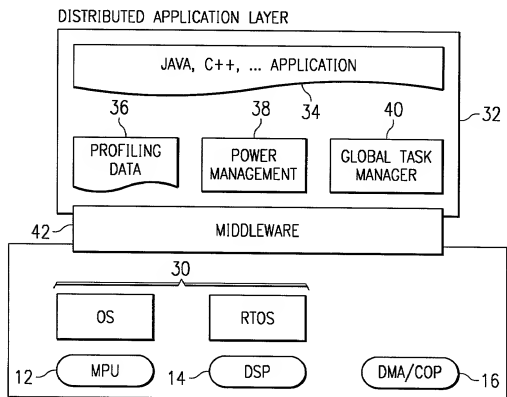 DISTRIBUTED APPLICATION LAYER
JAVA, C++, ... APPLICATION
34
36
38
40
32
PROFILING
DATA
POWER
MANAGEMENT
GLOBAL TASK
MANAGER
42
MIDDLEWARE
30
OS
RTOS
12
MPU
14
DSP
DMA/COP
16